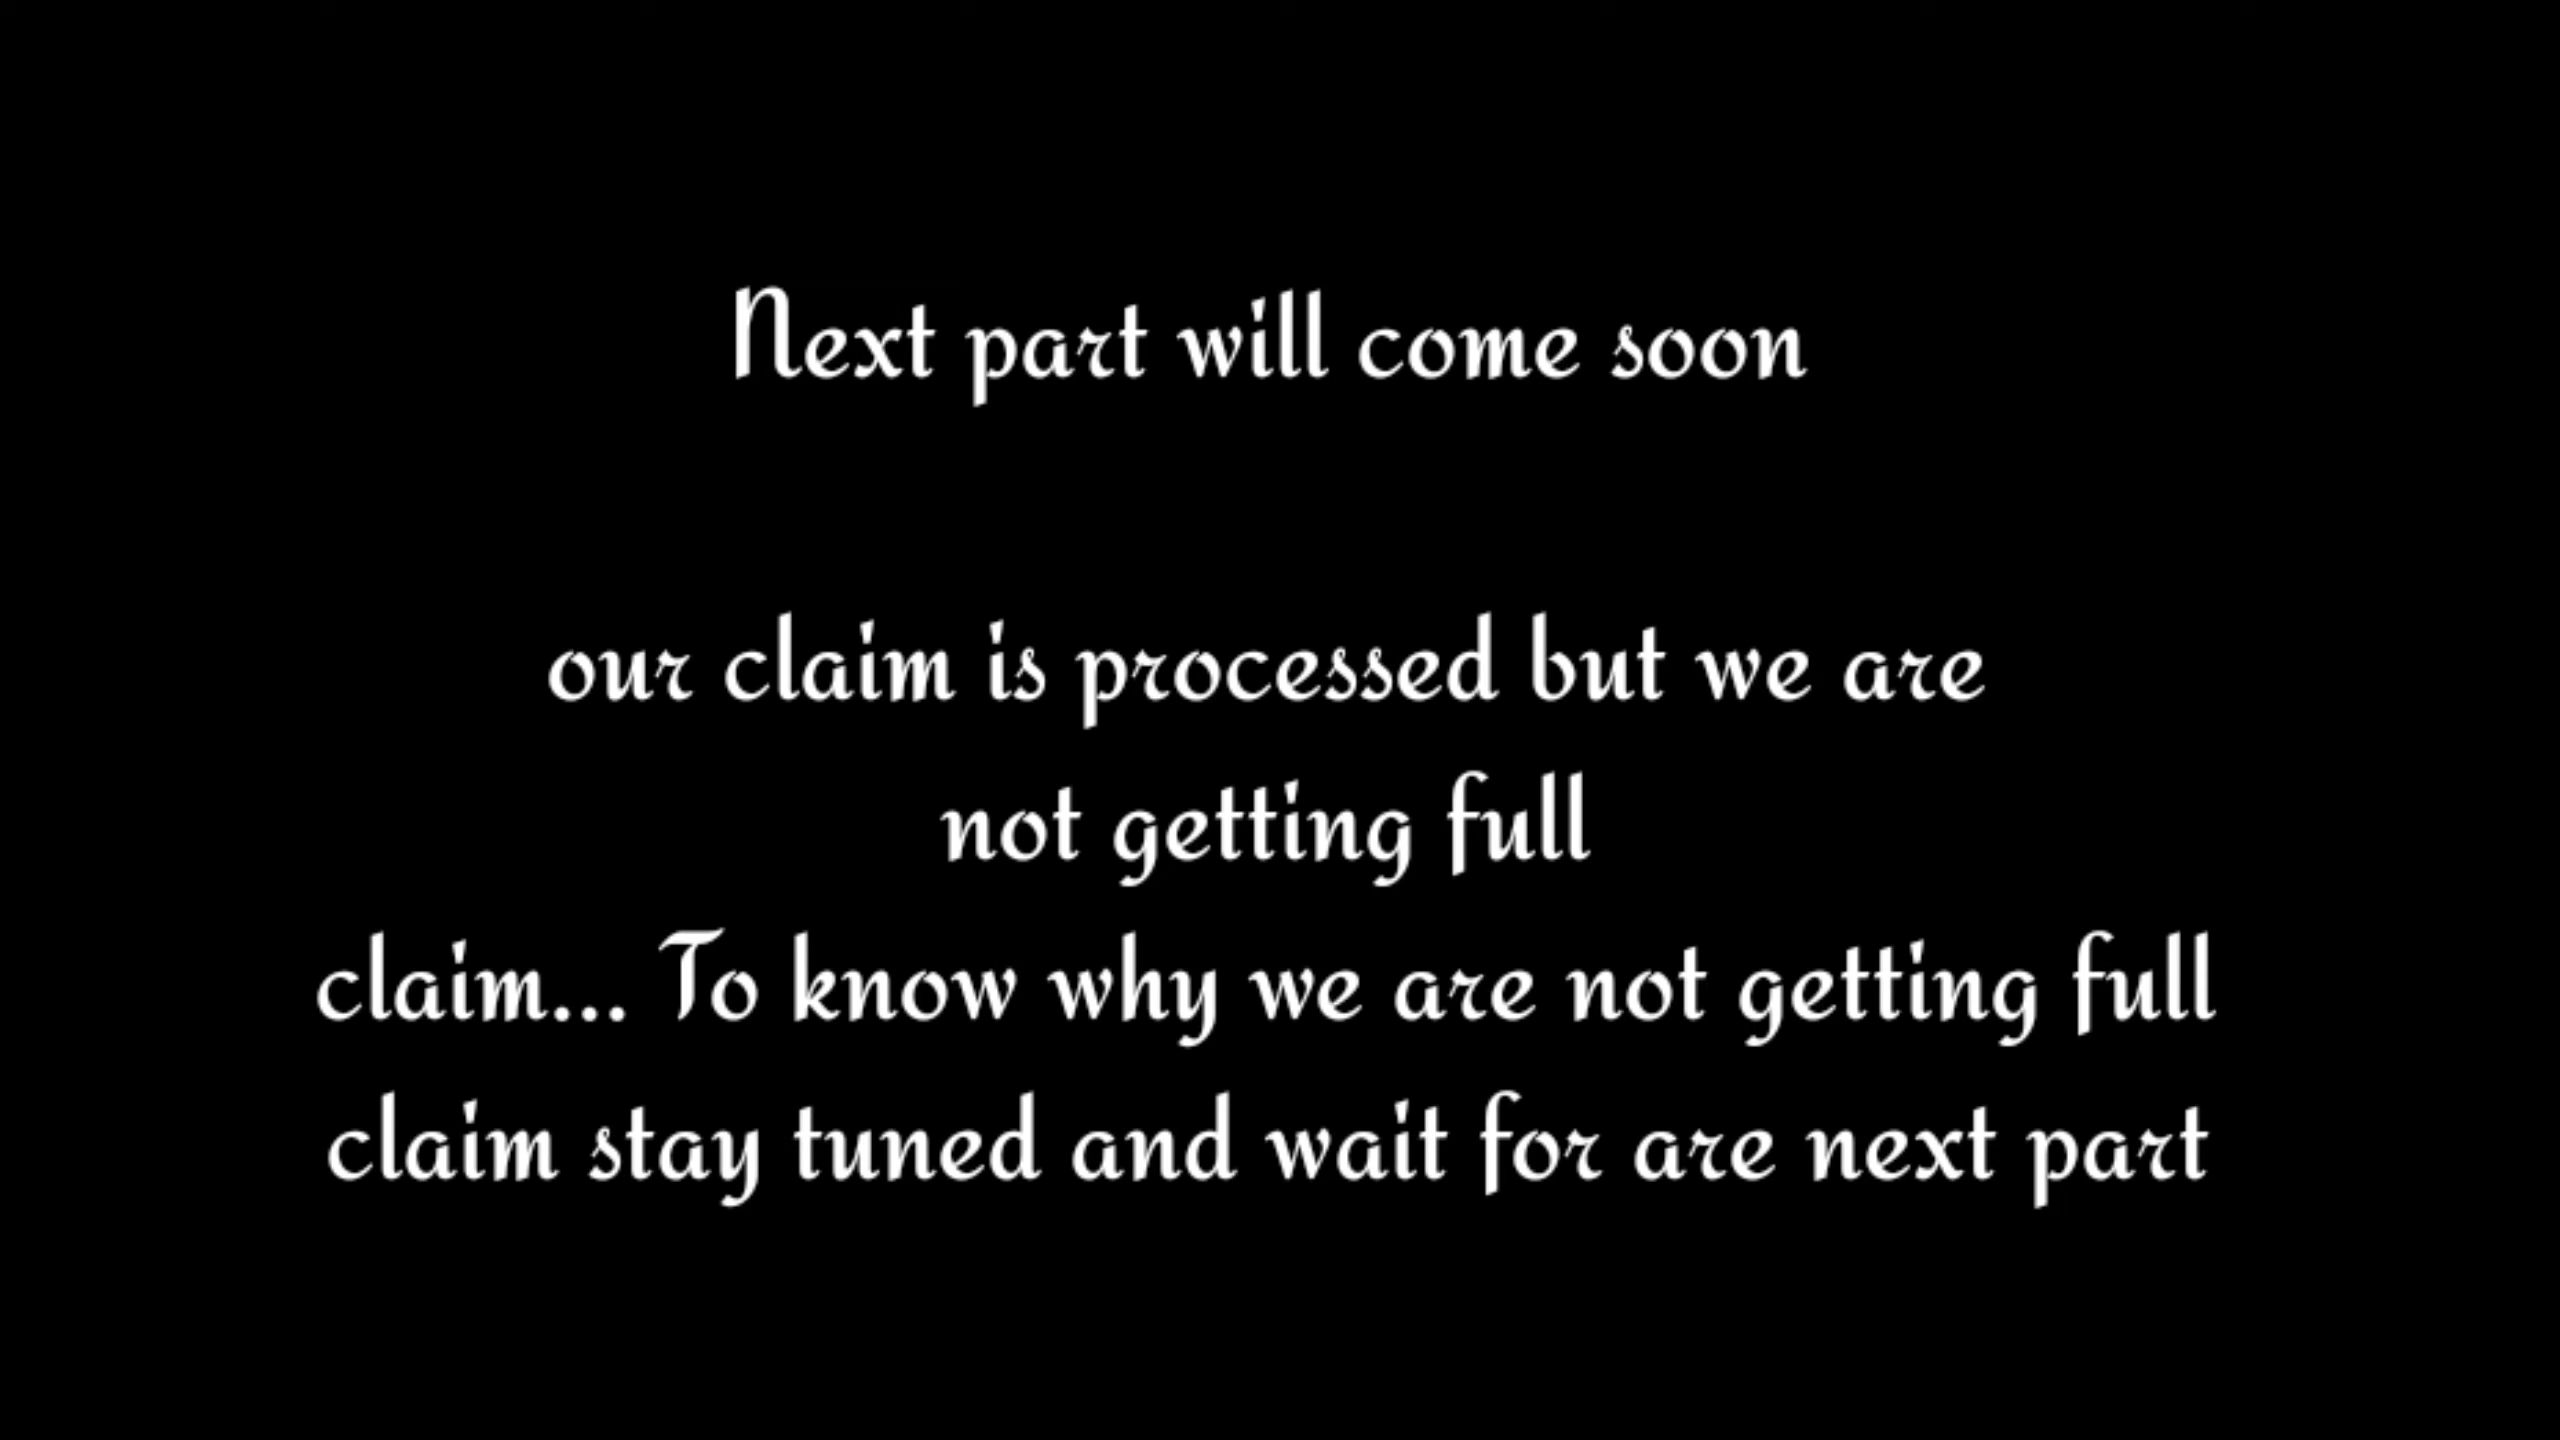 Next part will come soon
our claim is processed but we are
not getting full
claim... To know why we are not getting full
claim stay tuned and wait for are next part